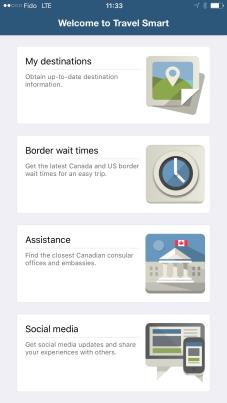 Fido LTE 11:33
Welcome to Travel Smart
My destinations
Obtain up-to-date destination
information.
Border wait times
Get the latest Canada and US border
wait times for an easy trip.
Assistance
Find the closest Canadian consular
offices and embassies.
Social media
Get social media updates and share
your experiences with others.